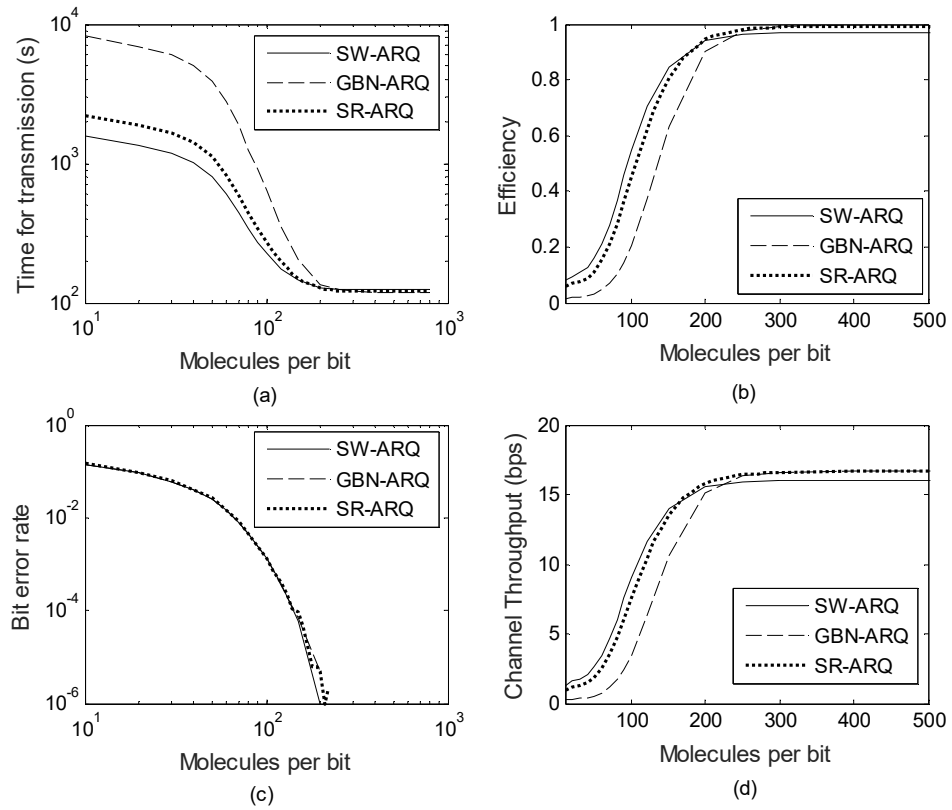 10^4
10^3
10^2
Time for transmission (s)
SW-ARQ
GBN-ARQ
SR-ARQ
10^1
10^2
10^3
Molecules per bit
(a)
1
0.8
0.6
0.4
0.2
0
Efficiency
SW-ARQ
GBN-ARQ
SR-ARQ
100
200
300
400
500
Molecules per bit
(b)
10^0
10^-2
10^-4
10^-6
Bit error rate
SW-ARQ
GBN-ARQ
SR-ARQ
10^1
10^2
10^3
Molecules per bit
(c)
20
15
10
5
0
Channel Throughput (bps)
SW-ARQ
GBN-ARQ
SR-ARQ
100
200
300
400
500
Molecules per bit
(d)